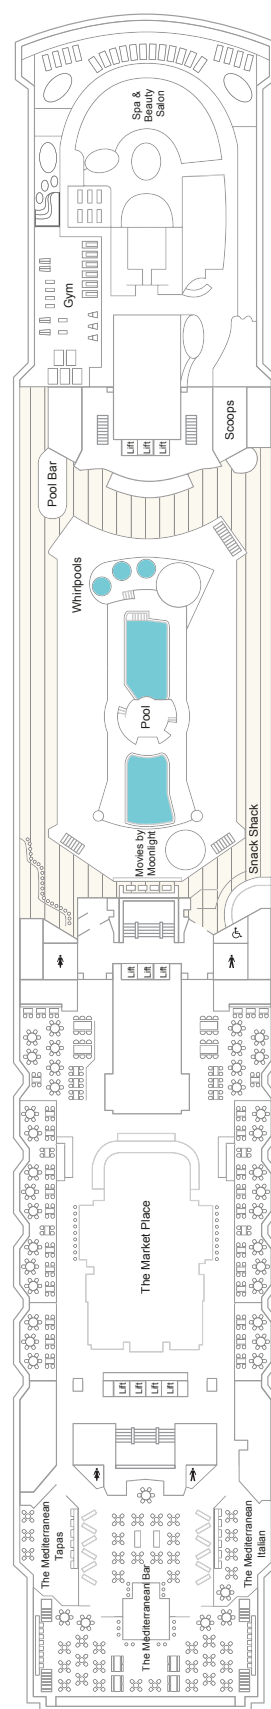 Spa &
Beauty
Salon
Gym
Lift
Lift
Lift
Scoops
Pool Bar
Whirlpools
Pool
Movies by
Moonlight
Snack Shack
Lift
Lift
Lift
The Market Place
Lift
Lift
Lift
Lift
The Mediterranean
Tapas
The Mediterranean Bar
The Mediterranean
Italian